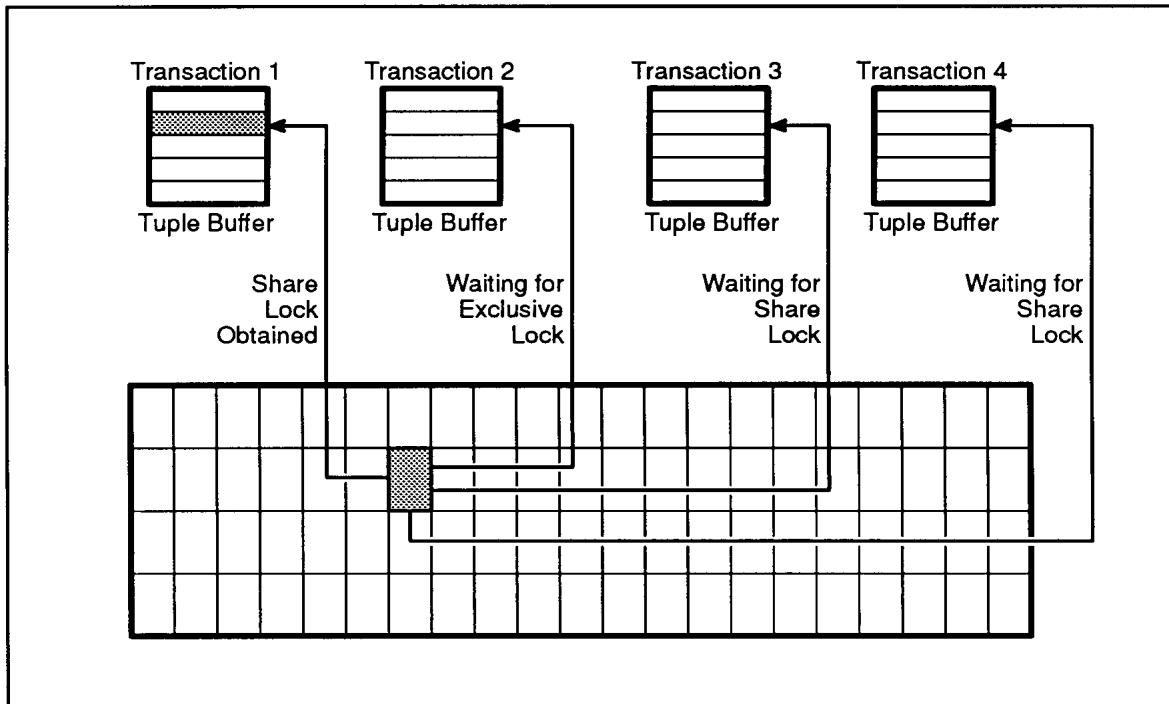 Transaction 1
Transaction 2
Transaction 3
Transaction 4
Tuple Buffer
Tuple Buffer
Tuple Buffer
Tuple Buffer
Share
Lock
Obtained
Waiting for
Exclusive
Lock
Waiting for
Share
Lock
Waiting for
Share
Lock